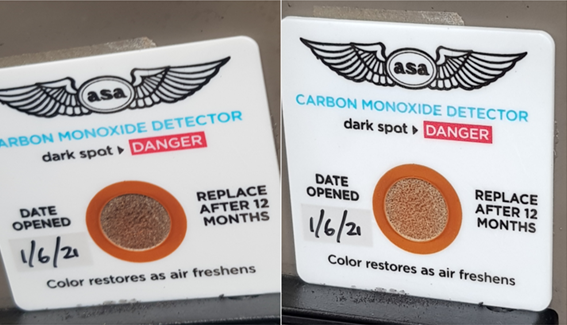 asa
ARBON MONOXIDE DETECTOR
dark spot ▸ DANGER
DATE
OPENED
1/6/21
REPLACE
AFTER 12
MONTHS
Color restores as air freshens
asa
CARBON MONOXIDE DETECTOR
dark spot ▸ DANGER
DATE
OPENED
1/6/21
REPLACE
AFTER 12
MONTHS
Color restores as air freshens